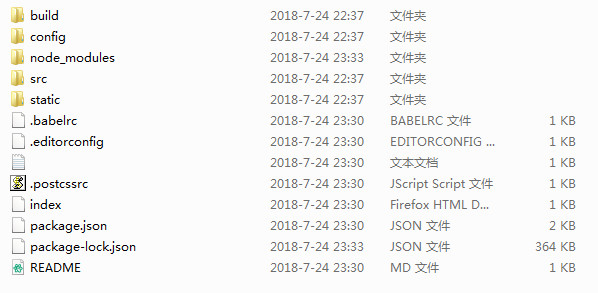 build 2018-7-24 22:37 文件夹
config 2018-7-24 22:37 文件夹
node_modules 2018-7-24 23:33 文件夹
src 2018-7-24 22:37 文件夹
static 2018-7-24 22:37 文件夹
.babelrc 2018-7-24 23:30 BABELRC 文件 1 KB
.editorconfig 2018-7-24 23:30 EDITORCONFIG ... 1 KB
2018-7-24 23:30 文本文档 1 KB
.postcssrc 2018-7-24 23:30 JScript Script 文件 1 KB
index 2018-7-24 23:30 Firefox HTML D... 1 KB
package.json 2018-7-24 23:30 JSON 文件 2 KB
package-lock.json 2018-7-24 23:33 JSON 文件 364 KB
README 2018-7-24 23:30 MD 文件 1 KB